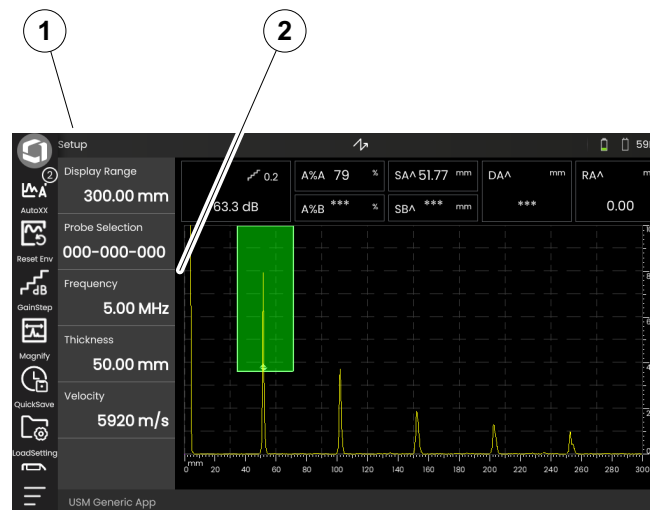 1 2
Setup 59
Display Range
300.00 mm
Probe Selection
000-000-000
Frequency
5.00 MHz
Thickness
50.00 mm
Velocity
5920 m/s
2
AutoXX
Reset Env
dB
GainStep
Magnify
QuickSave
LoadSetting
0.2
63.3 dB
A%A 79 %
SA^ 51.77 mm
DA^ mm
RA^ m
A%B *** %
SB^ *** mm
***
0.00
mm
0 20 40 60 80 100 120 140 160 180 200 220 240 260 280 300
USM Generic App